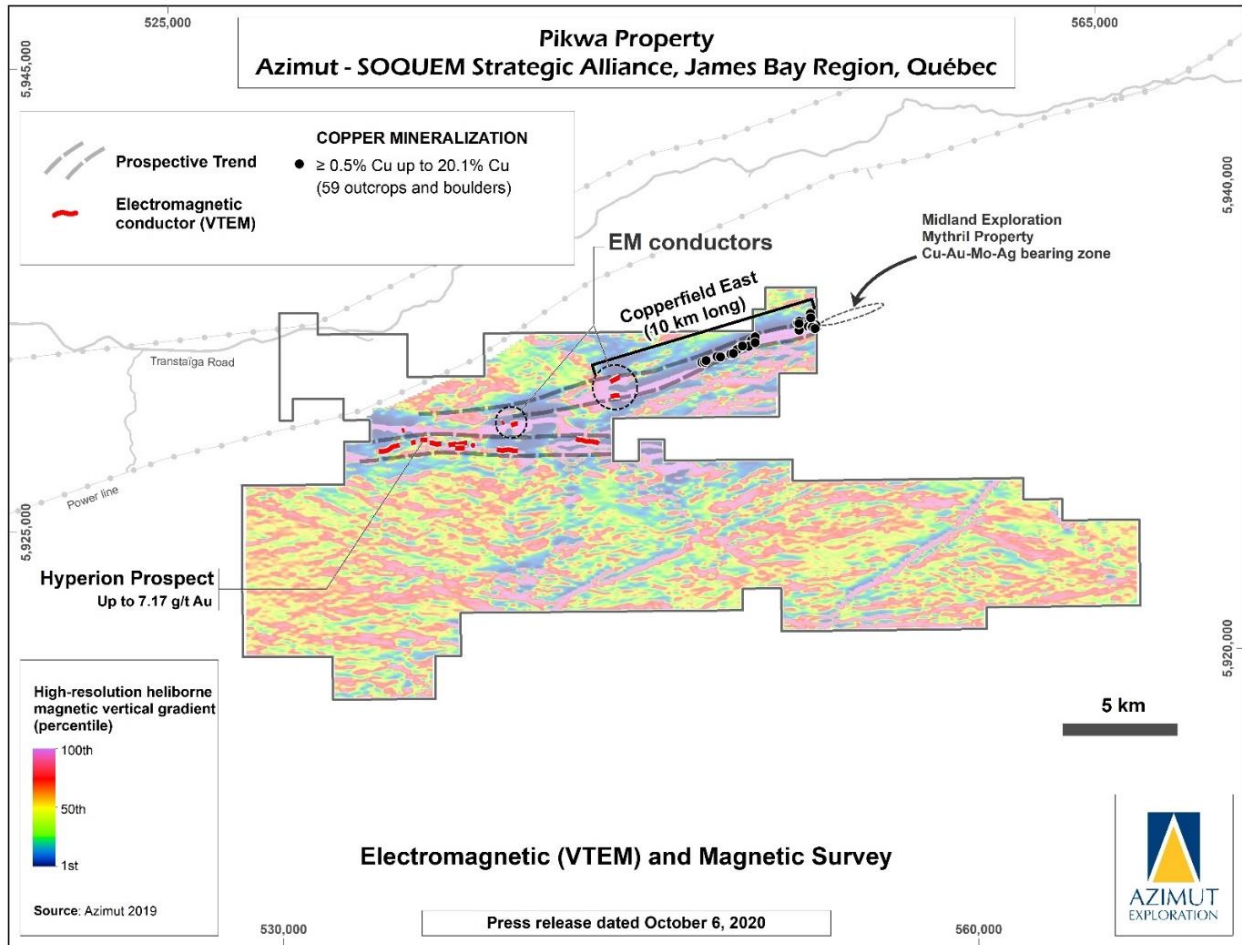 525,000
565,000
Pikwa Property
Azimut - SOQUEM Strategic Alliance, James Bay Region, Québec
5,945,000
Prospective Trend
Electromagnetic
conductor (VTEM)
COPPER MINERALIZATION
≥ 0.5% Cu up to 20.1% Cu
(59 outcrops and boulders)
5,940,000
Midland Exploration
Mythril Property
Cu-Au-Mo-Ag bearing zone
EM conductors
Copperfield East
(10 km long)
Transtaïga Road
Power line
5,925,000
Hyperion Prospect
Up to 7.17 g/t Au
5,920,000
High-resolution heliborne
magnetic vertical gradient
(percentile)
100th
50th
1st
Source: Azimut 2019
5 km
Electromagnetic (VTEM) and Magnetic Survey
AZIMUT
EXPLORATION
Press release dated October 6, 2020
530,000
560,000